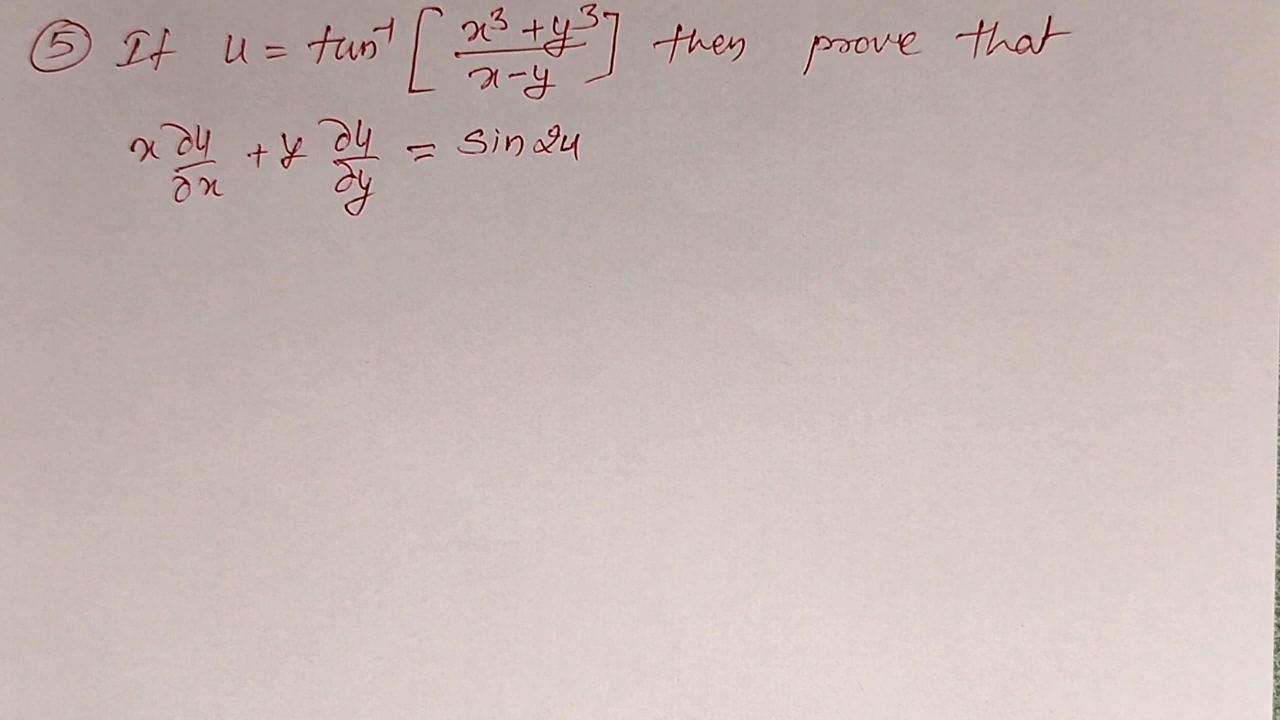 ⑤ If u = tan⁻¹ [ (x³ + y³)/(x - y) ] then prove that
x ∂u/∂x + y ∂u/∂y = sin 2u